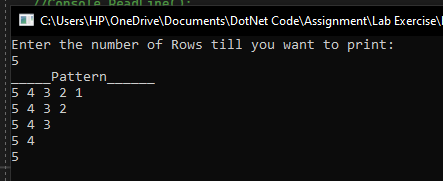 //Console.ReadLine();
C:\Users\HP\OneDrive\Documents\DotNet Code\Assignment\Lab Exercise\
Enter the number of Rows till you want to print:
5
_____Pattern______
5 4 3 2 1
5 4 3 2
5 4 3
5 4
5